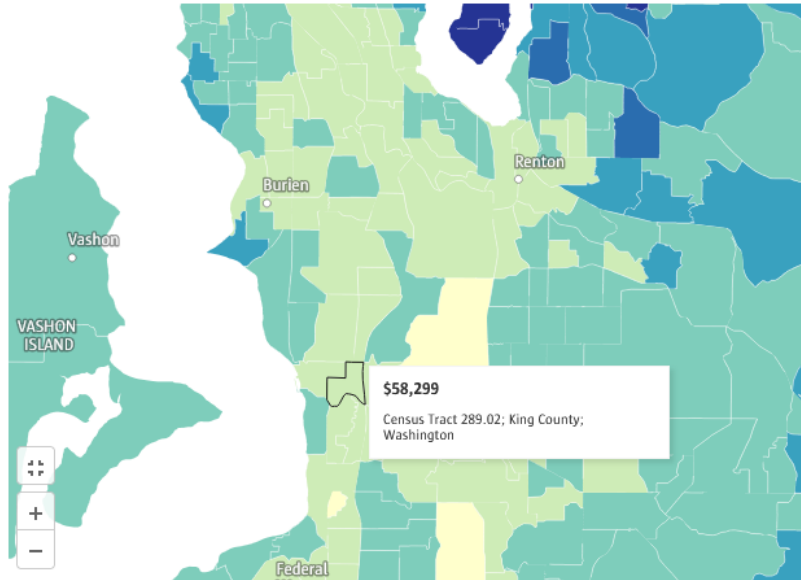 Renton
Burien
Vashon
VASHON
ISLAND
$58,299
Census Tract 289.02; King County;
Washington
+
−
Federal